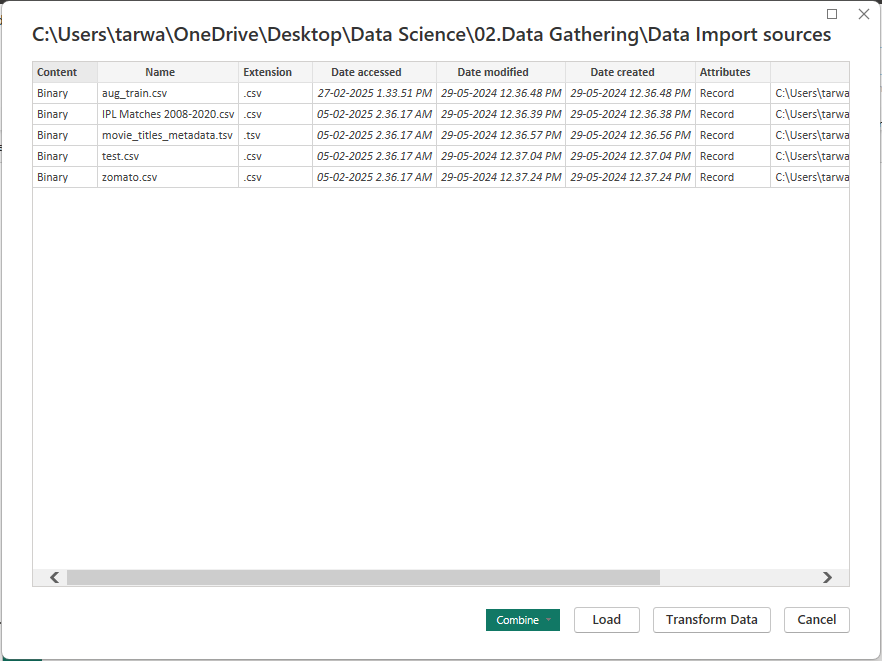 C:\Users\tarwa\OneDrive\Desktop\Data Science\02.Data Gathering\Data Import sources
Content Name Extension Date accessed Date modified Date created Attributes
Binary aug_train.csv .csv 27-02-2025 1.33.51 PM 29-05-2024 12.36.48 PM 29-05-2024 12.36.48 PM Record C:\Users\tarwa
Binary IPL Matches 2008-2020.csv .csv 05-02-2025 2.36.17 AM 29-05-2024 12.36.39 PM 29-05-2024 12.36.38 PM Record C:\Users\tarwa
Binary movie_titles_metadata.tsv .tsv 05-02-2025 2.36.17 AM 29-05-2024 12.36.57 PM 29-05-2024 12.36.56 PM Record C:\Users\tarwa
Binary test.csv .csv 05-02-2025 2.36.17 AM 29-05-2024 12.37.04 PM 29-05-2024 12.37.04 PM Record C:\Users\tarwa
Binary zomato.csv .csv 05-02-2025 2.36.17 AM 29-05-2024 12.37.24 PM 29-05-2024 12.37.24 PM Record C:\Users\tarwa
Combine Load Transform Data Cancel